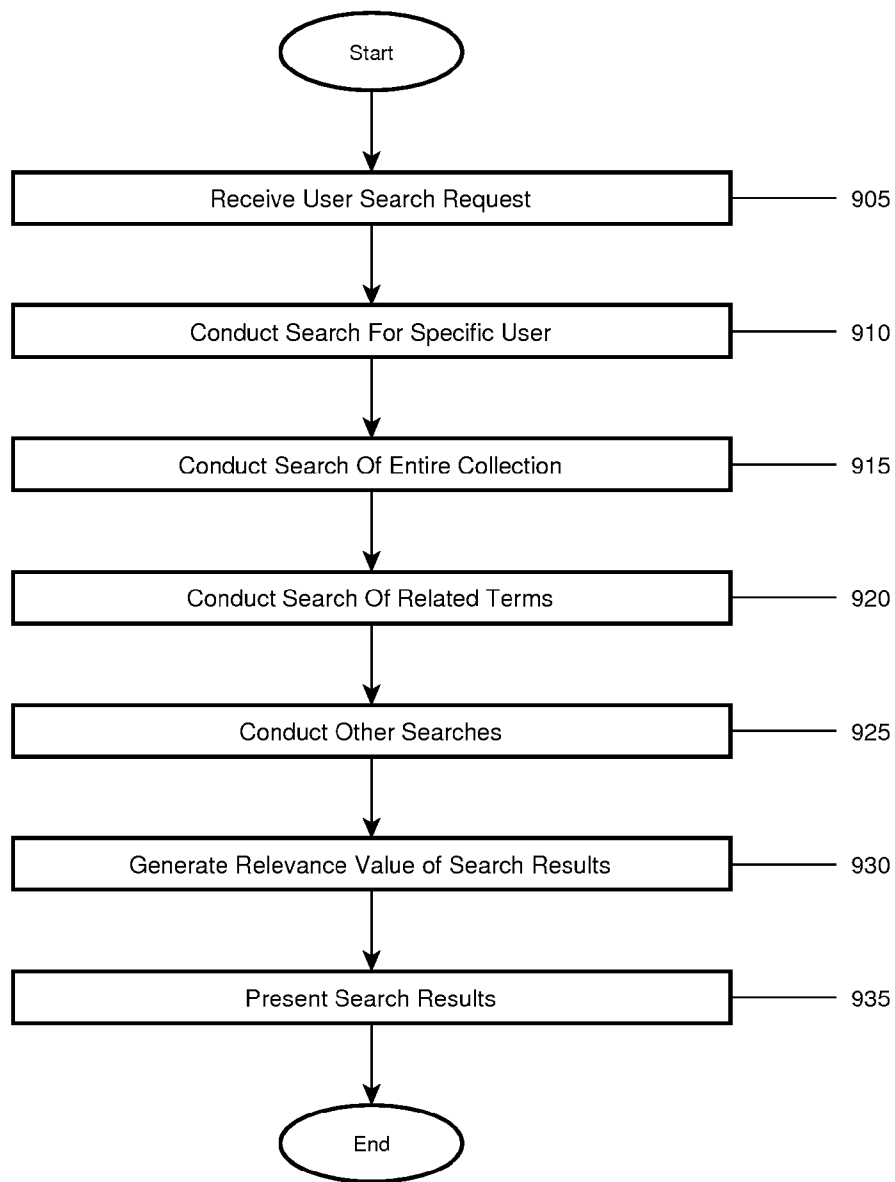 Start
Receive User Search Request 905
Conduct Search For Specific User 910
Conduct Search Of Entire Collection 915
Conduct Search Of Related Terms 920
Conduct Other Searches 925
Generate Relevance Value of Search Results 930
Present Search Results 935
End